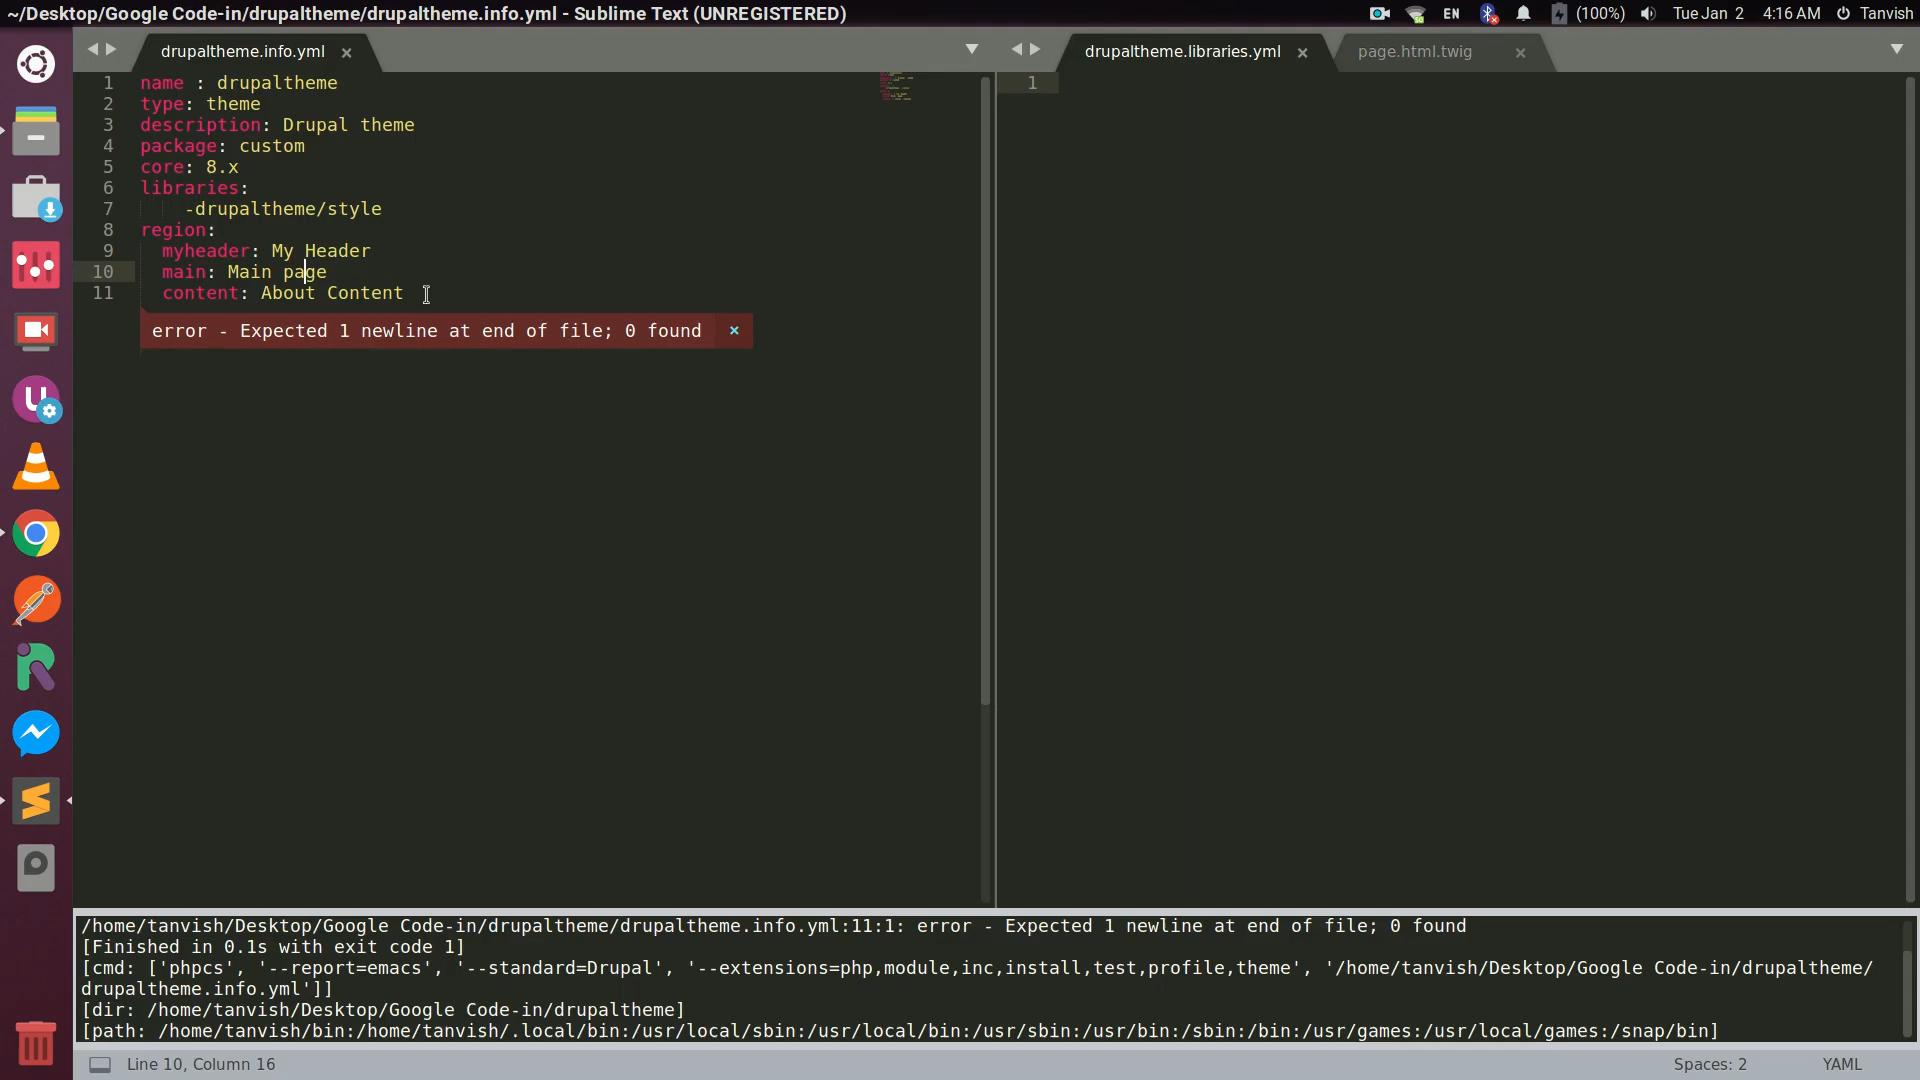 ~/Desktop/Google Code-in/drupaltheme/drupaltheme.info.yml - Sublime Text (UNREGISTERED)
EN (100%) Tue Jan 2 4:16 AM Tanvish
drupaltheme.info.yml ×
drupaltheme.libraries.yml × page.html.twig ×
1 name : drupaltheme
2 type: theme
3 description: Drupal theme
4 package: custom
5 core: 8.x
6 libraries:
7 -drupaltheme/style
8 region:
9 myheader: My Header
10 main: Main page
11 content: About Content
error - Expected 1 newline at end of file; 0 found ×
1
/home/tanvish/Desktop/Google Code-in/drupaltheme/drupaltheme.info.yml:11:1: error - Expected 1 newline at end of file; 0 found
[Finished in 0.1s with exit code 1]
[cmd: ['phpcs', '--report=emacs', '--standard=Drupal', '--extensions=php,module,inc,install,test,profile,theme', '/home/tanvish/Desktop/Google Code-in/drupaltheme/
drupaltheme.info.yml']]
[dir: /home/tanvish/Desktop/Google Code-in/drupaltheme]
[path: /home/tanvish/bin:/home/tanvish/.local/bin:/usr/local/sbin:/usr/local/bin:/usr/sbin:/usr/bin:/sbin:/bin:/usr/games:/usr/local/games:/snap/bin]
Line 10, Column 16
Spaces: 2 YAML